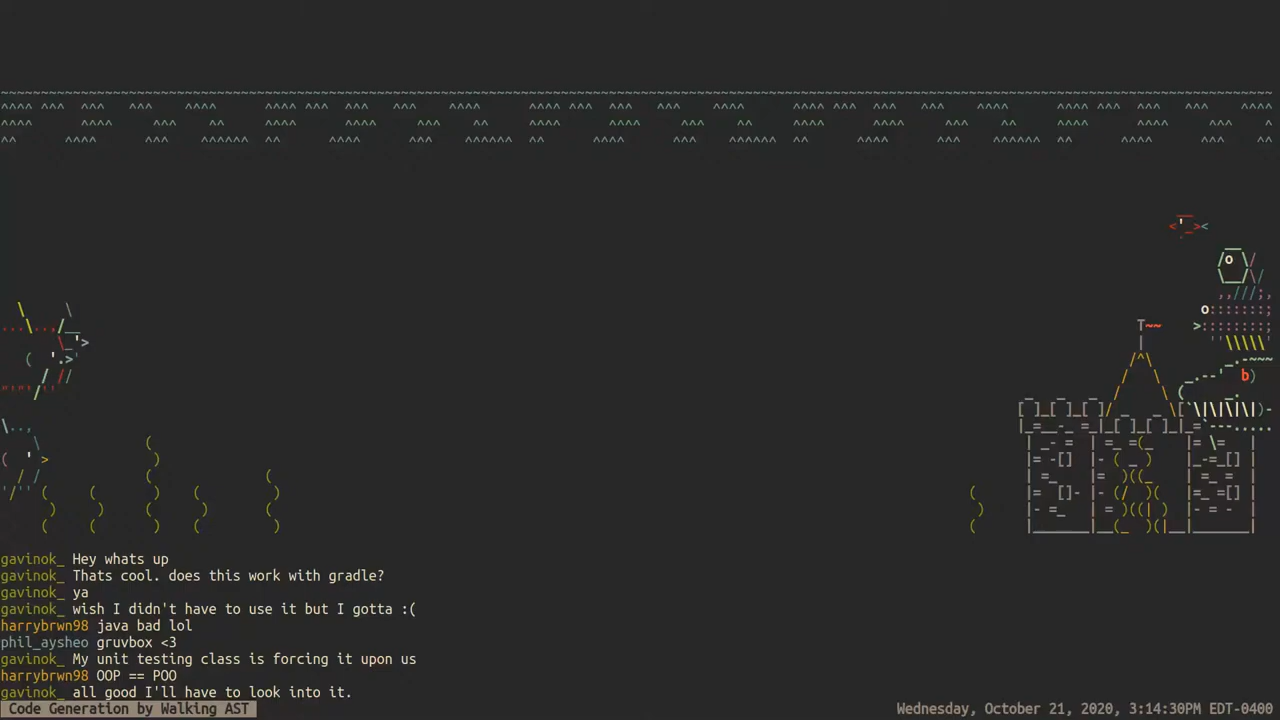 gavinok_ Hey whats up
gavinok_ Thats cool. does this work with gradle?
gavinok_ ya
gavinok_ wish I didn't have to use it but I gotta :(
harrybrwn98 java bad lol
phil_aysheo gruvbox <3
gavinok_ My unit testing class is forcing it upon us
harrybrwn98 OOP == POO
gavinok_ all good I'll have to look into it.
Code Generation by Walking AST
Wednesday, October 21, 2020, 3:14:30PM EDT-0400